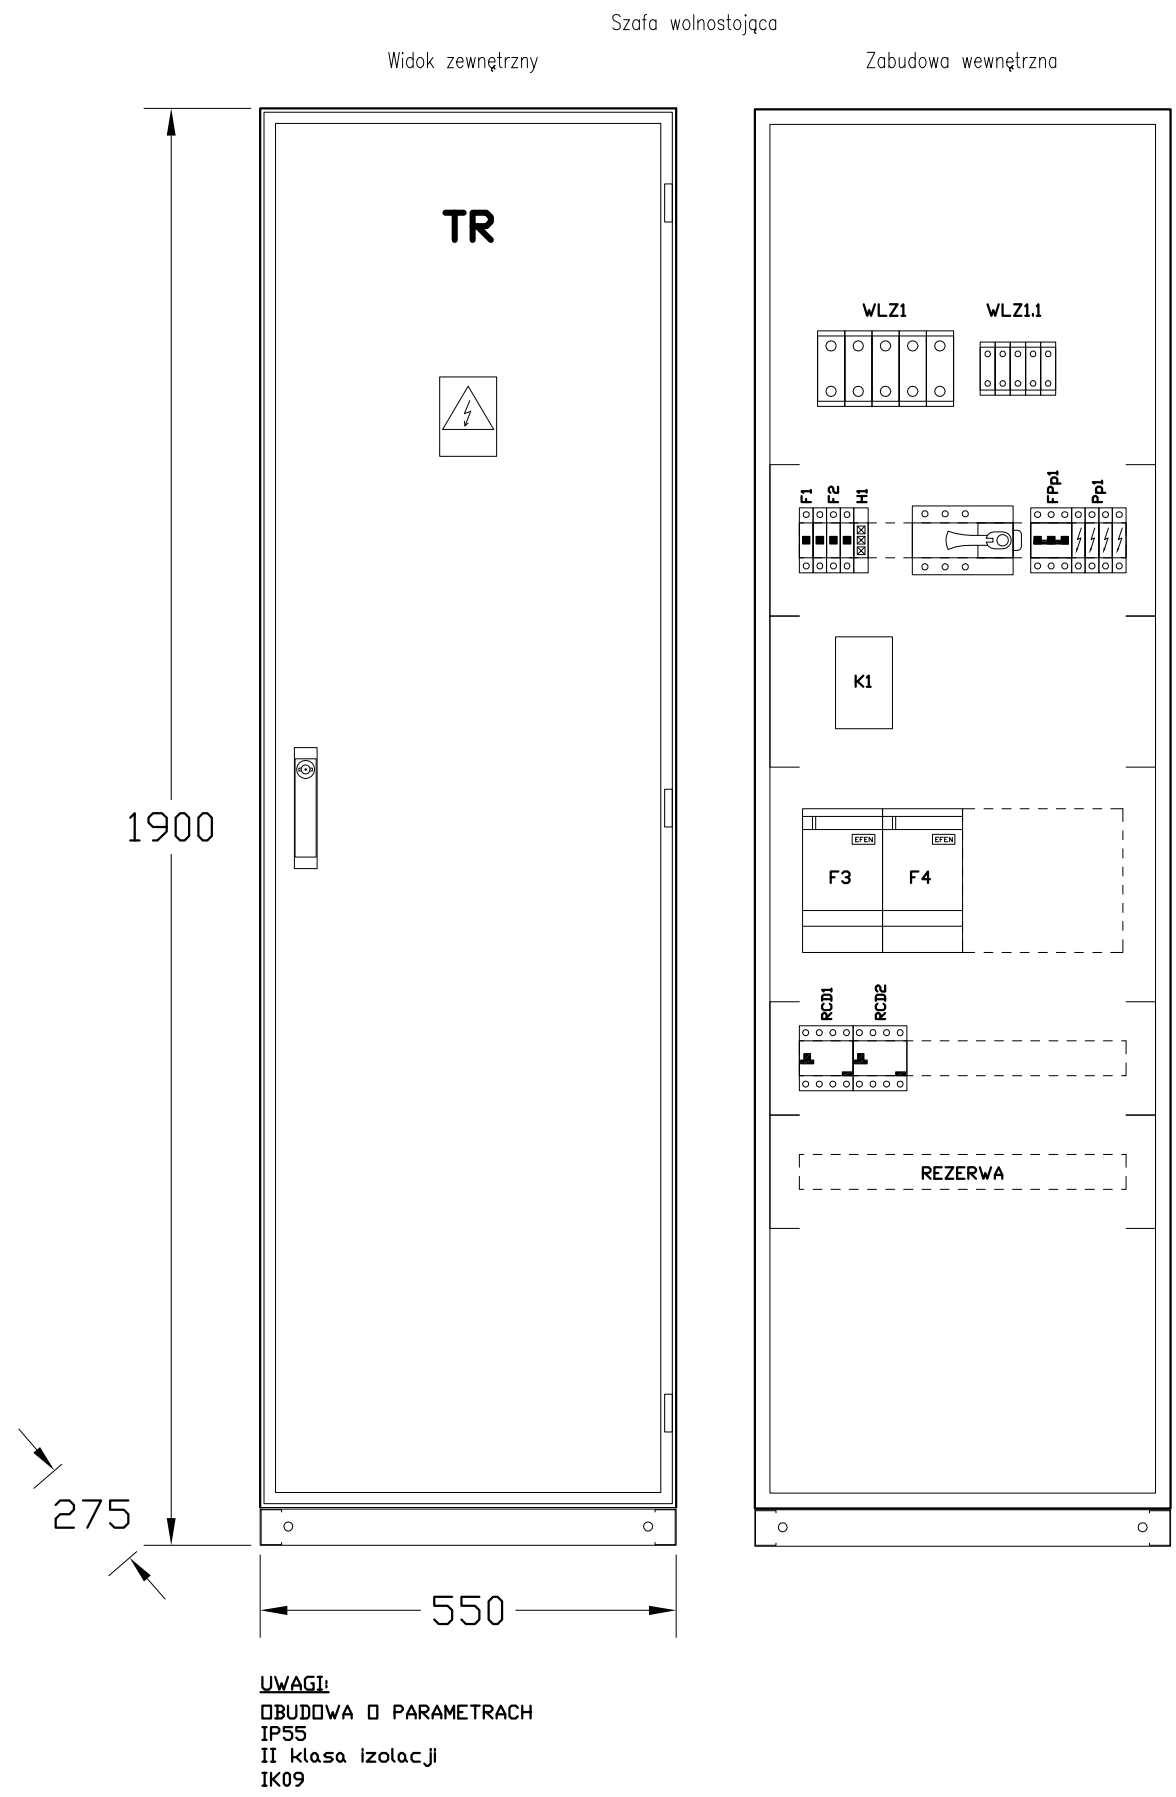 Szafa wolnostojąca
Widok zewnętrzny
Zabudowa wewnętrzna
TR
WLZ1
WLZ1.1
F1
F2
H1
FPp1
Pp1
K1
1900
EFEN
EFEN
F3
F4
RCD1
RCD2
REZERWA
275
550
UWAGI:
OBUDOWA O PARAMETRACH
IP55
II klasa izolacji
IK09